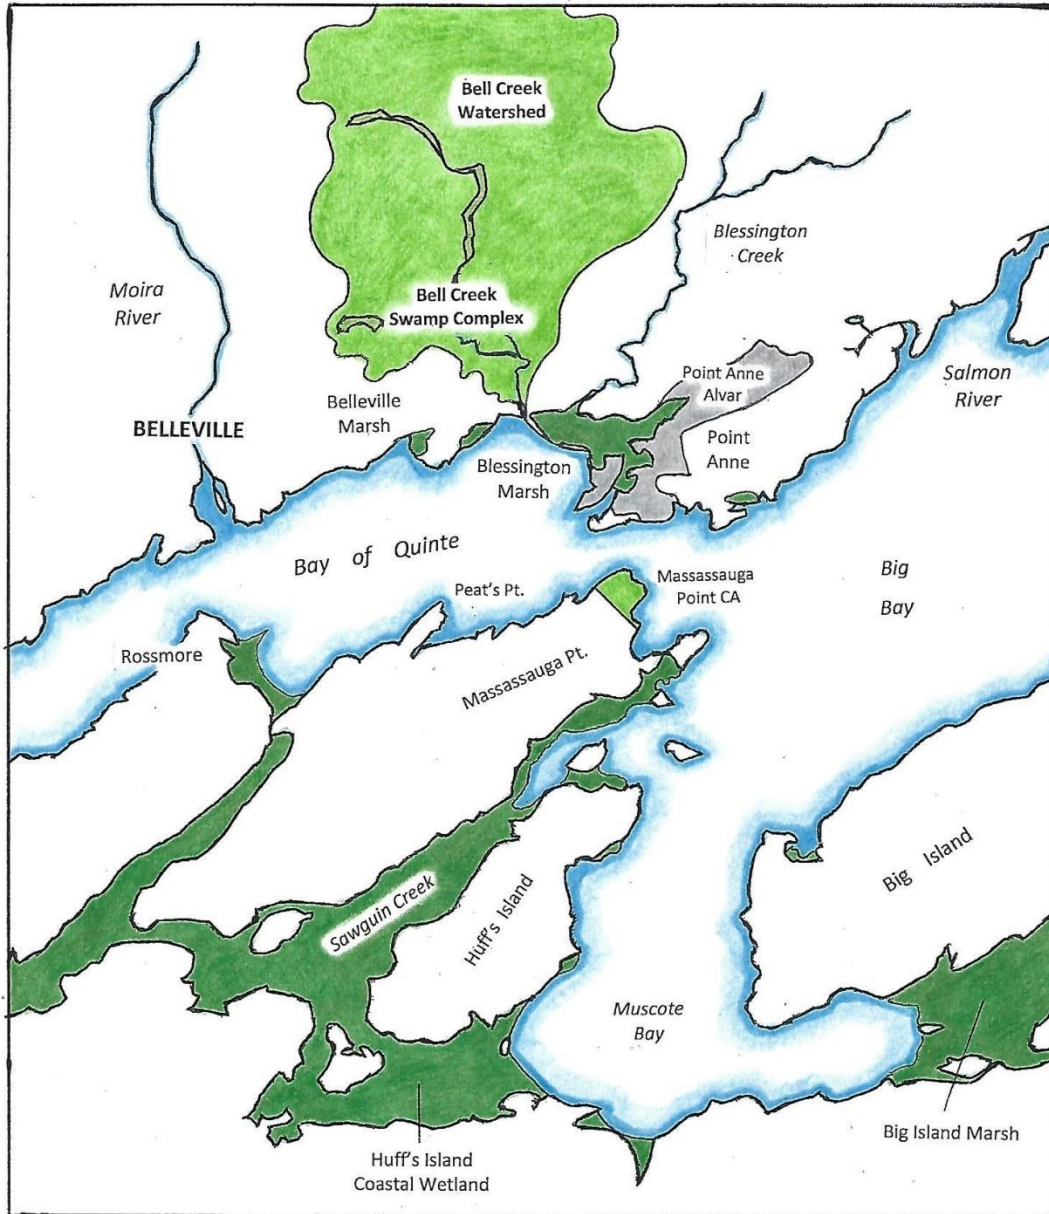 Bell Creek
Watershed
Blessington
Creek
Moira
River
Bell Creek
Swamp Complex
Point Anne
Alvar
Salmon
River
Belleville
Marsh
BELLEVILLE
Point
Anne
Blessington
Marsh
Bay of Quinte
Big
Bay
Massassauga
Point CA
Peat's Pt.
Rossmore
Massassauga Pt.
Big Island
Sawguin Creek
Huff's Island
Muscote
Bay
Big Island Marsh
Huff's Island
Coastal Wetland